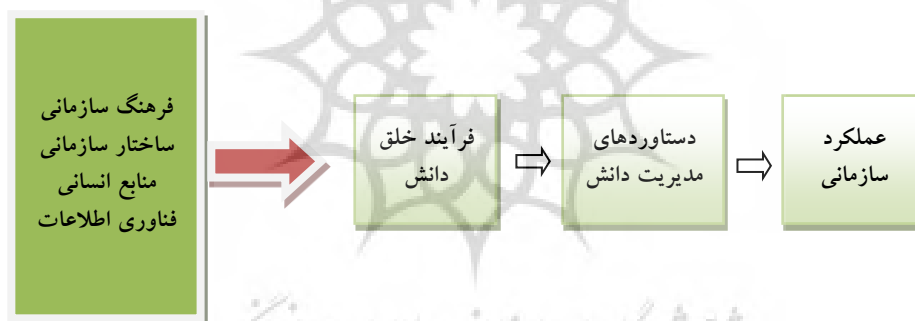 فرهنگ سازمانی
ساختار سازمانی
منابع انسانی
فناوری اطلاعات
فرآیند خلق
دانش
دستاوردهای
مدیریت دانش
عملکرد
سازمانی